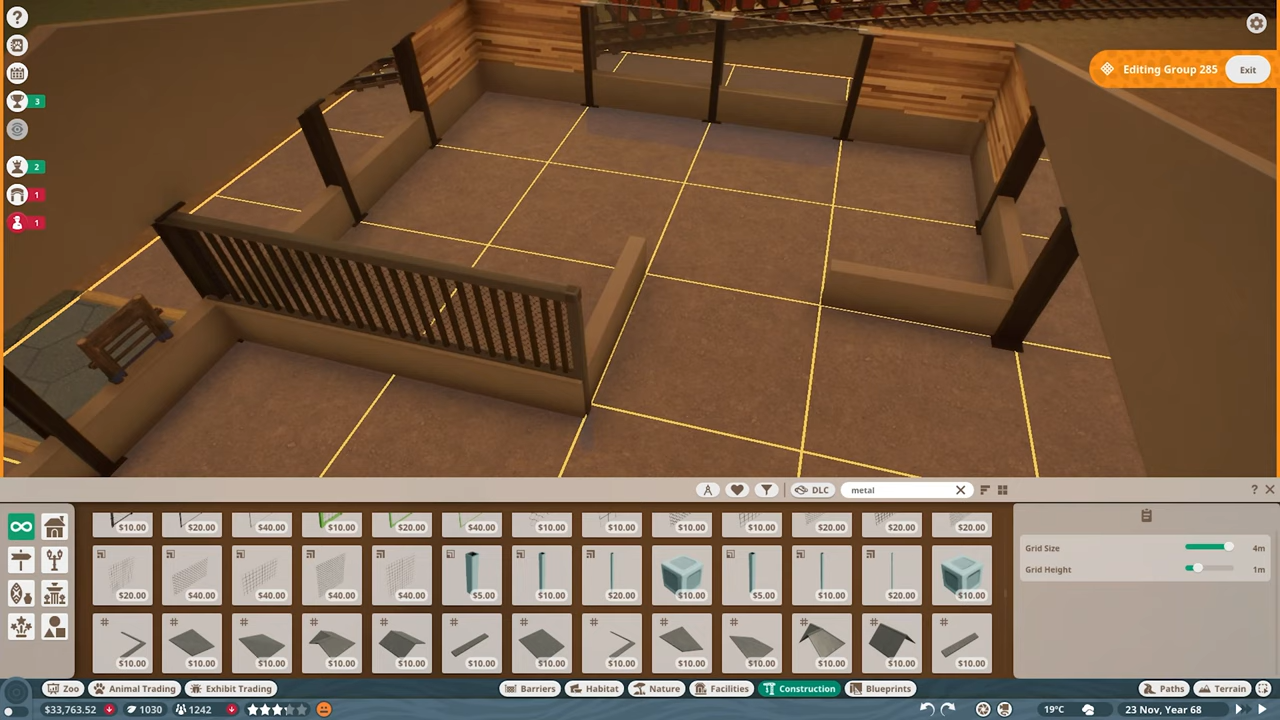 ?
3
2
1
1
Editing Group 285
Exit
DLC
metal
?
$10.00 $20.00 $40.00 $10.00 $20.00 $40.00 $10.00 $10.00 $10.00 $10.00 $20.00 $20.00 $20.00
$20.00 $40.00 $40.00 $40.00 $40.00 $5.00 $10.00 $20.00 $10.00 $5.00 $10.00 $20.00 $10.00
$10.00 $10.00 $10.00 $10.00 $10.00 $10.00 $10.00 $10.00 $10.00 $10.00 $10.00 $10.00 $10.00
Grid Size 4m
Grid Height 1m
Zoo Animal Trading Exhibit Trading Barriers Habitat Nature Facilities Construction Blueprints Paths Terrain
$33,763.52 1030 1242 19°C 23 Nov, Year 68